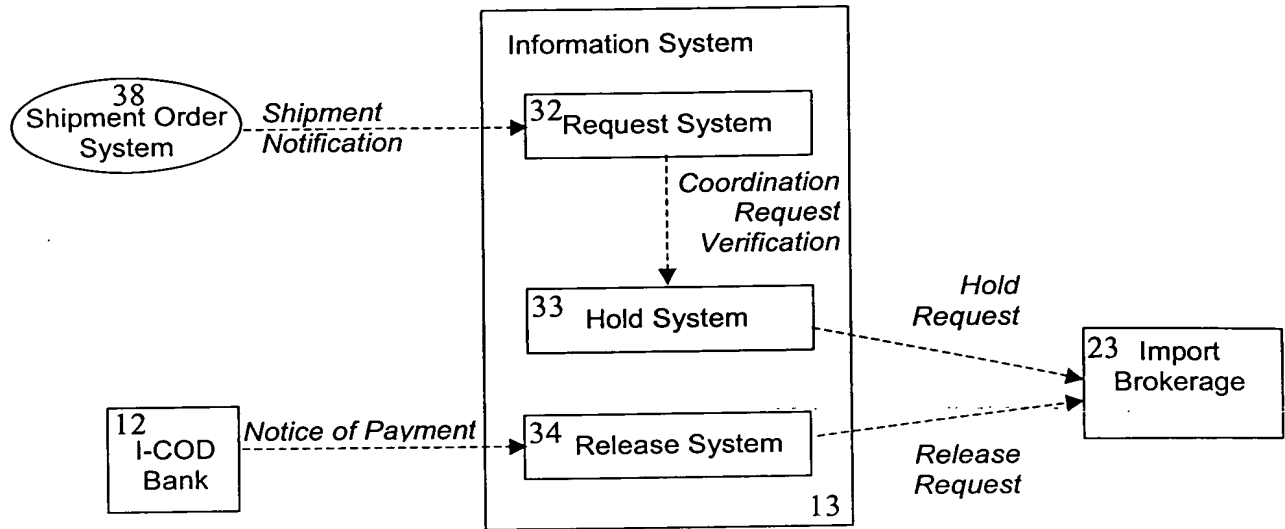 Information System
38
Shipment Order
System
Shipment
Notification
32 Request System
Coordination
Request
Verification
33 Hold System
Hold
Request
23 Import
Brokerage
12
I-COD
Bank
Notice of Payment
34 Release System
Release
Request
13